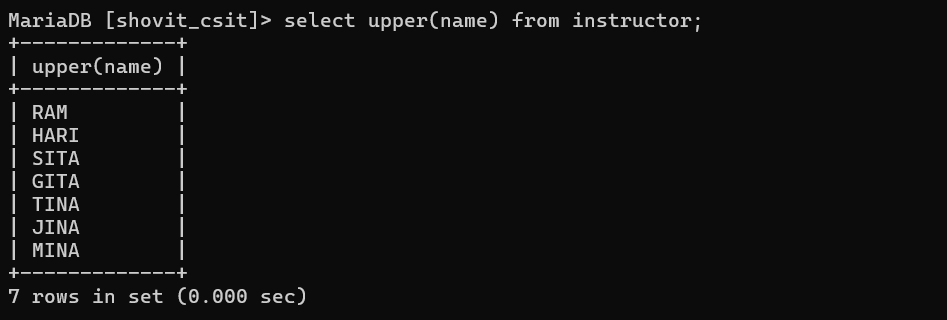 MariaDB [shovit_csit]> select upper(name) from instructor;
+-------------+
| upper(name) |
+-------------+
| RAM         |
| HARI        |
| SITA        |
| GITA        |
| TINA        |
| JINA        |
| MINA        |
+-------------+
7 rows in set (0.000 sec)